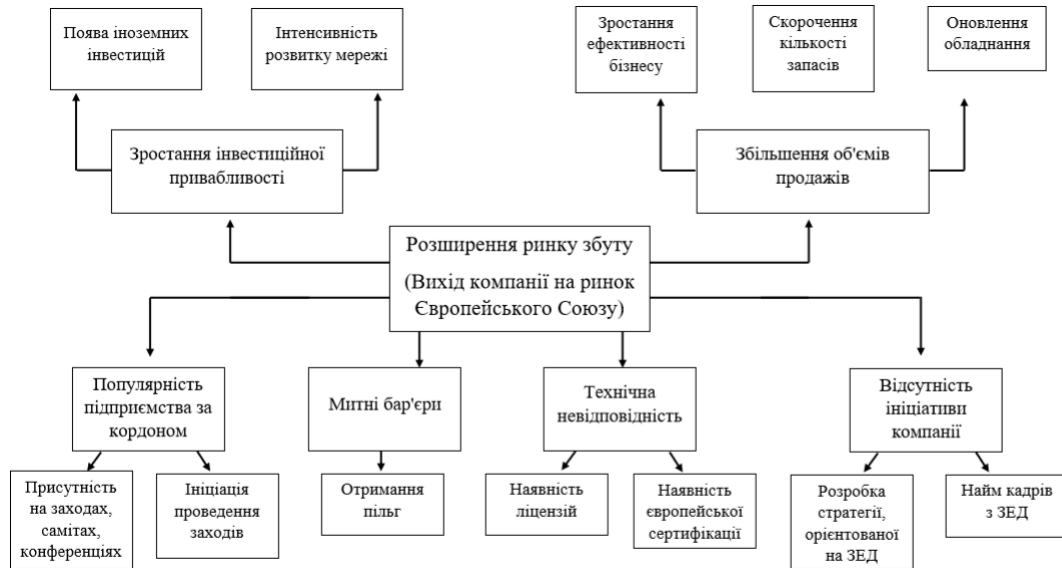 Поява іноземних
інвестицій
Інтенсивність
розвитку мережі
Зростання
ефективності
бізнесу
Скорочення
кількості
запасів
Оновлення
обладнання
Зростання інвестиційної
привабливості
Збільшення об'ємів
продажів
Розширення ринку збуту
(Вихід компанії на ринок
Європейського Союзу)
Популярність
підприємства за
кордоном
Митні бар'єри
Технічна
невідповідність
Відсутність
ініціативи
компанії
Присутність
на заходах,
самітах,
конференціях
Ініціація
проведення
заходів
Отримання
пільг
Наявність
ліцензій
Наявність
європейської
сертифікації
Розробка
стратегії,
орієнтованої
на ЗЕД
Найм кадрів
з ЗЕД